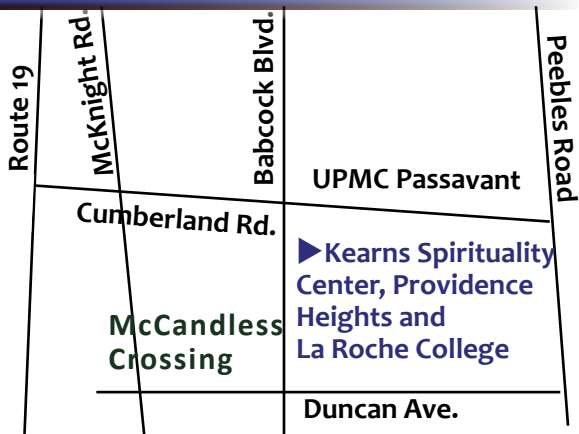 Route 19
McKnight Rd.
Babcock Blvd.
Peebles Road
UPMC Passavant
Cumberland Rd.
▶Kearns Spirituality
Center, Providence
Heights and
La Roche College
McCandless
Crossing
Duncan Ave.